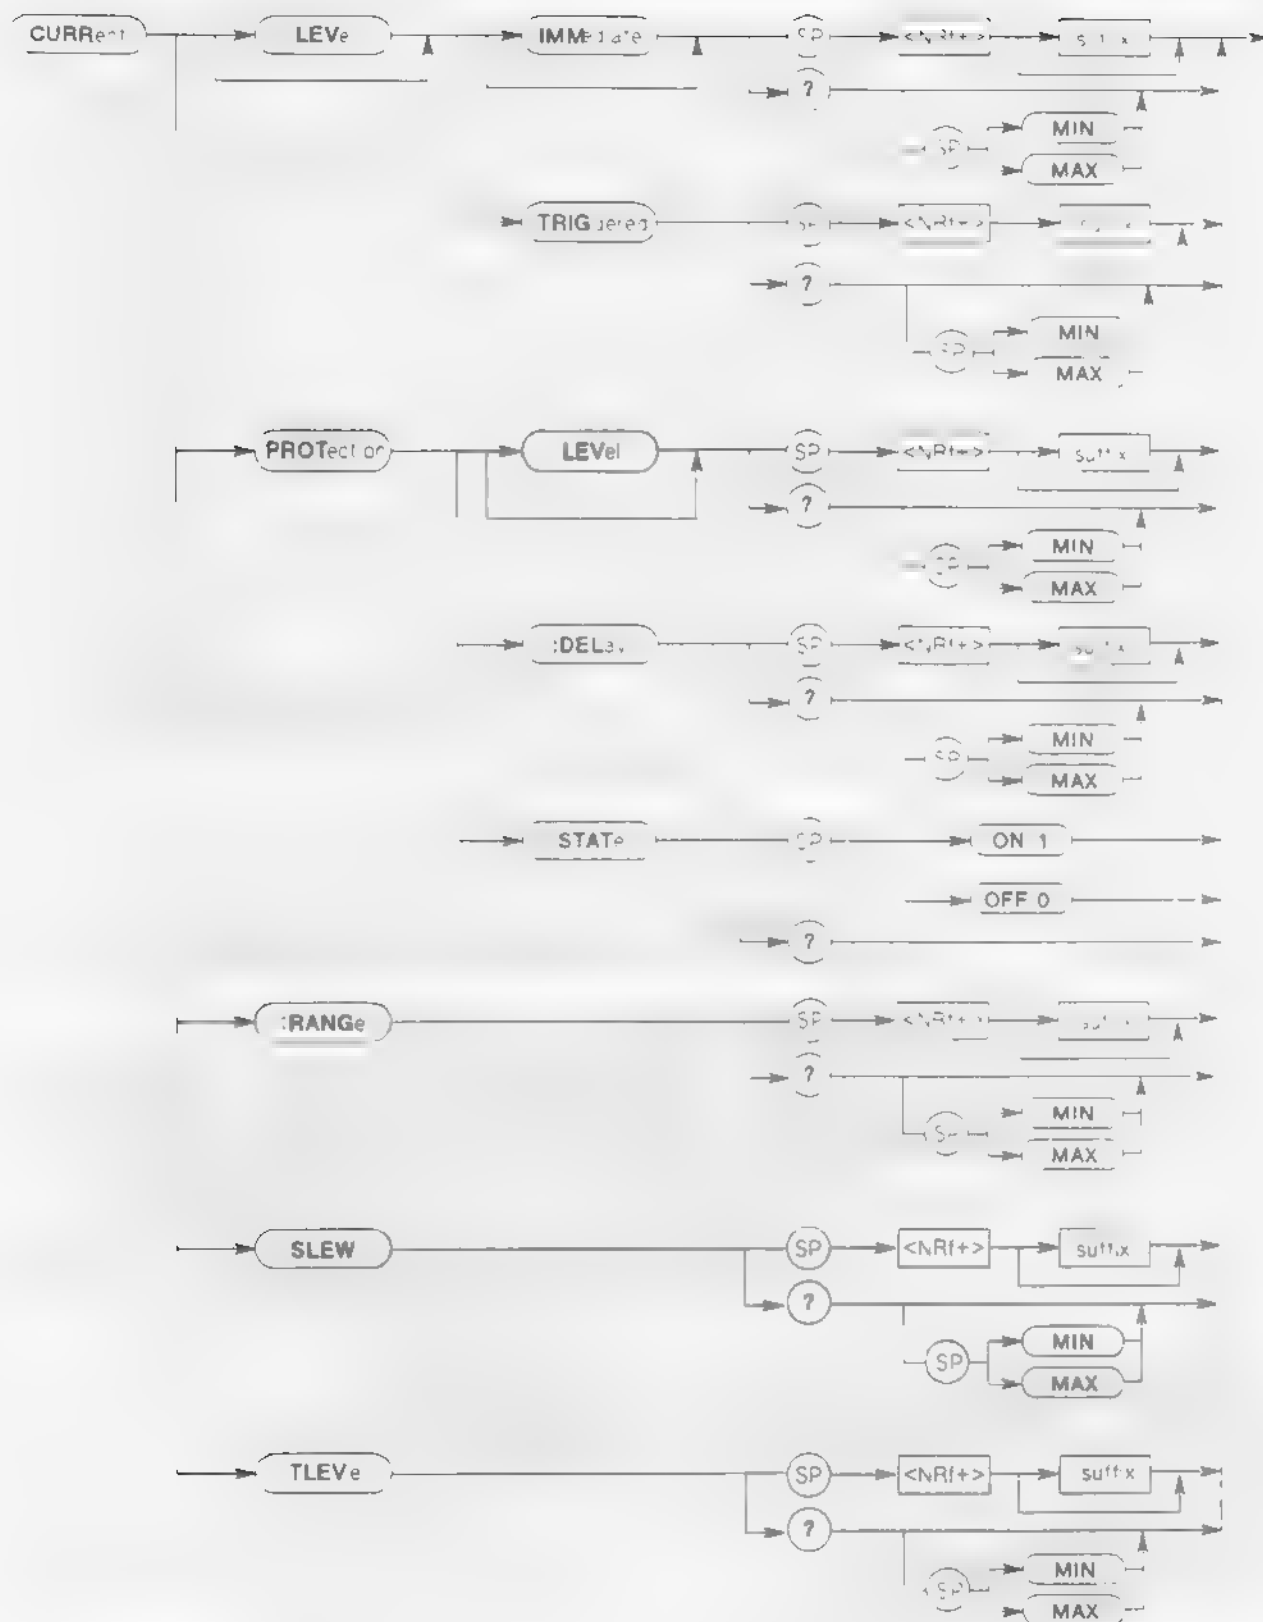 CURRent LEVe IMMediate SP <NRf+>
?
MIN
SP
MAX
TRIGgered SP <NRf+>
?
MIN
SP
MAX
PROTection LEVel SP <NRf+> suffix
?
MIN
SP
MAX
:DELay SP <NRf+> suffix
?
MIN
SP
MAX
STATe SP ON 1
OFF 0
?
:RANGe SP <NRf+> suffix
?
MIN
SP
MAX
SLEW SP <NRf+> suffix
?
MIN
SP
MAX
TLEVe SP <NRf+> suffix
?
MIN
SP
MAX